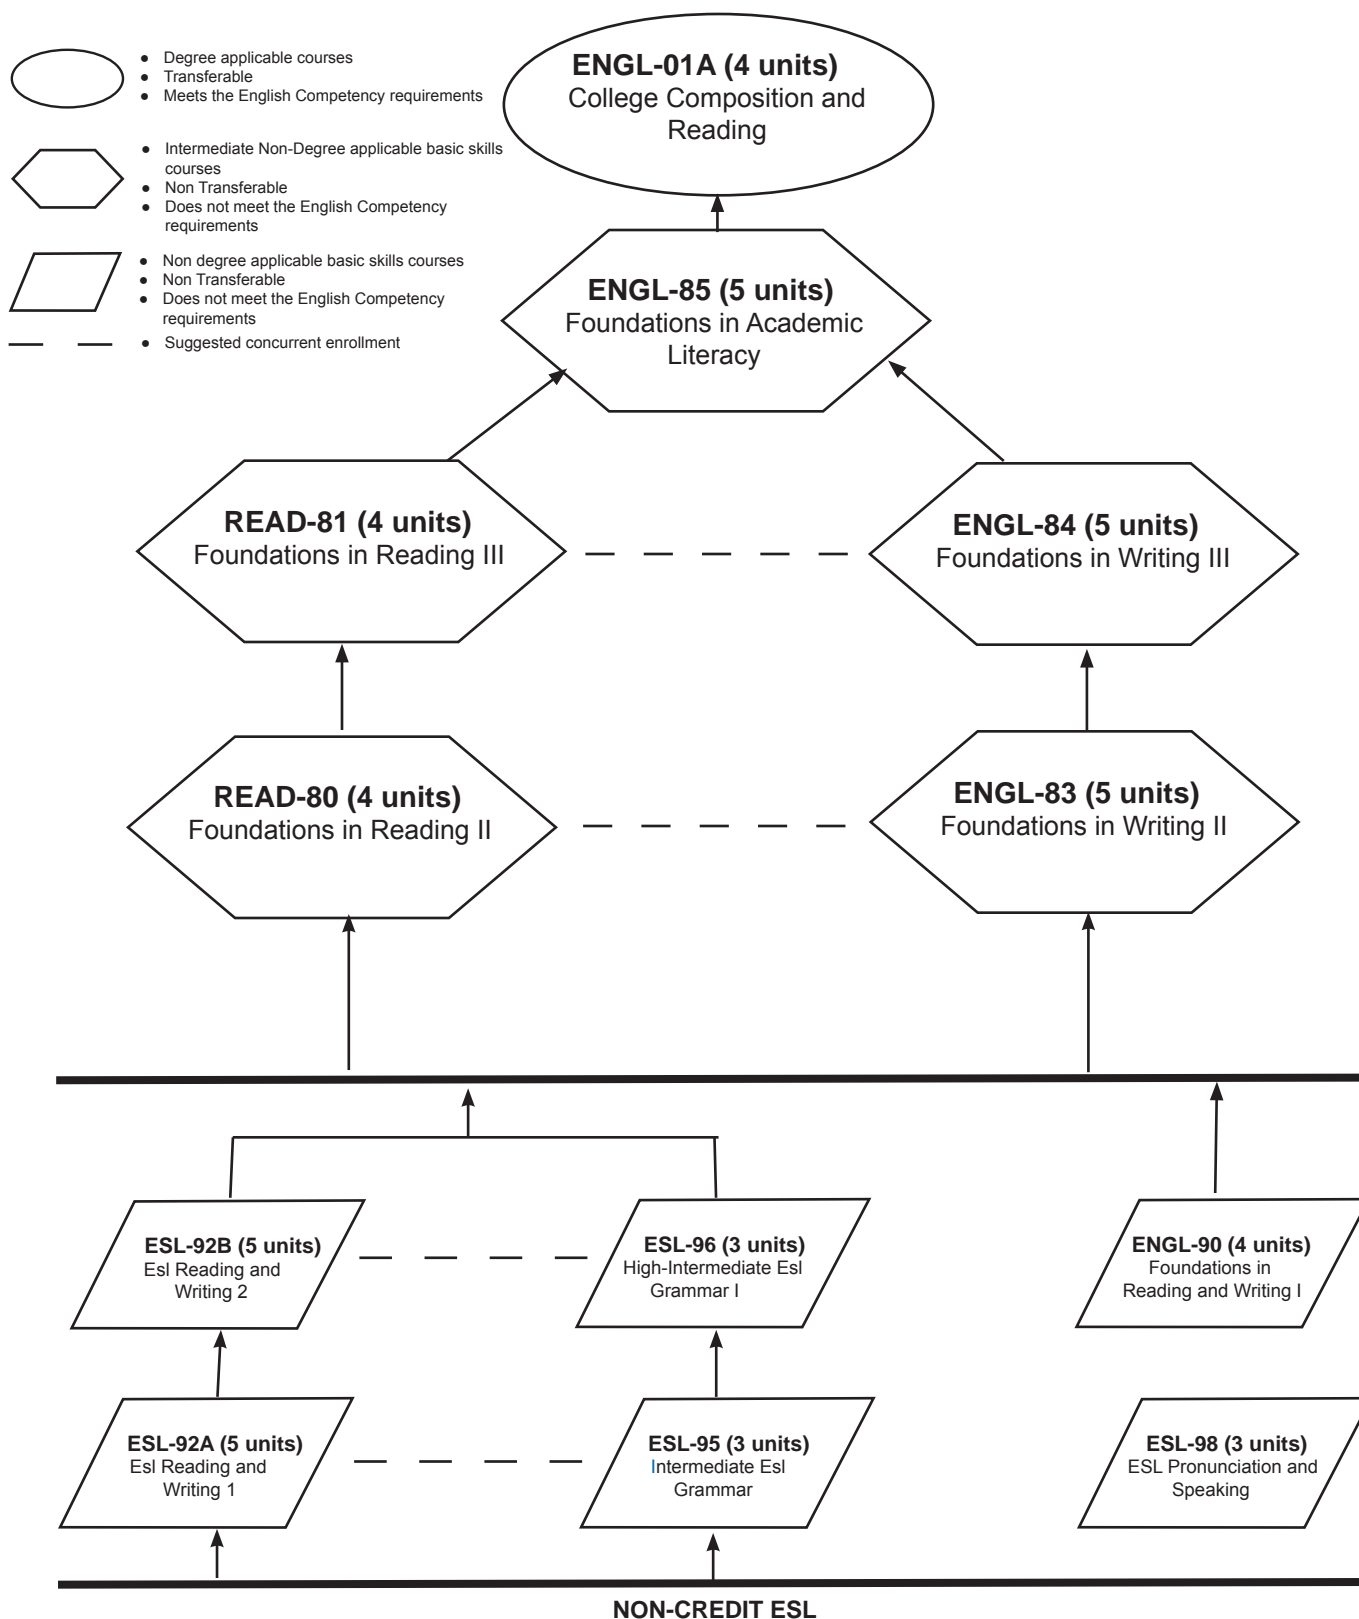 ● Degree applicable courses
● Transferable
● Meets the English Competency requirements
● Intermediate Non-Degree applicable basic skills
courses
● Non Transferable
● Does not meet the English Competency
requirements
● Non degree applicable basic skills courses
● Non Transferable
● Does not meet the English Competency
requirements
● Suggested concurrent enrollment
ENGL-01A (4 units)
College Composition and
Reading
ENGL-85 (5 units)
Foundations in Academic
Literacy
READ-81 (4 units)
Foundations in Reading III
ENGL-84 (5 units)
Foundations in Writing III
READ-80 (4 units)
Foundations in Reading II
ENGL-83 (5 units)
Foundations in Writing II
ESL-92B (5 units)
Esl Reading and
Writing 2
ESL-96 (3 units)
High-Intermediate Esl
Grammar I
ENGL-90 (4 units)
Foundations in
Reading and Writing I
ESL-92A (5 units)
Esl Reading and
Writing 1
ESL-95 (3 units)
Intermediate Esl
Grammar
ESL-98 (3 units)
ESL Pronunciation and
Speaking
NON-CREDIT ESL